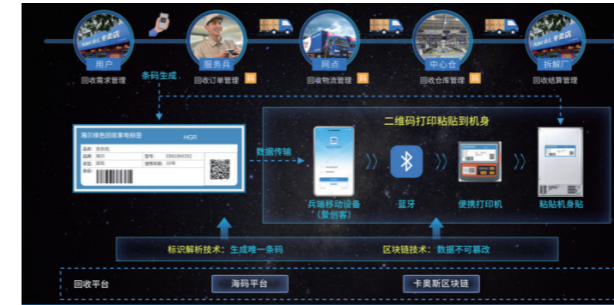 用户
服务兵
网点
中心仓
拆解厂
回收需求管理
条码生成
回收订单管理
回收物流管理
回收仓库管理
回收结算管理
二维码打印粘贴到机身
海尔绿色回收家电标签
HGR
数据传输
兵端移动设备
(聚创客)
蓝牙
便携打印机
粘贴机身贴
标识解析技术：生成唯一条码
区块链技术：数据不可篡改
回收平台
海码平台
卡奥斯区块链